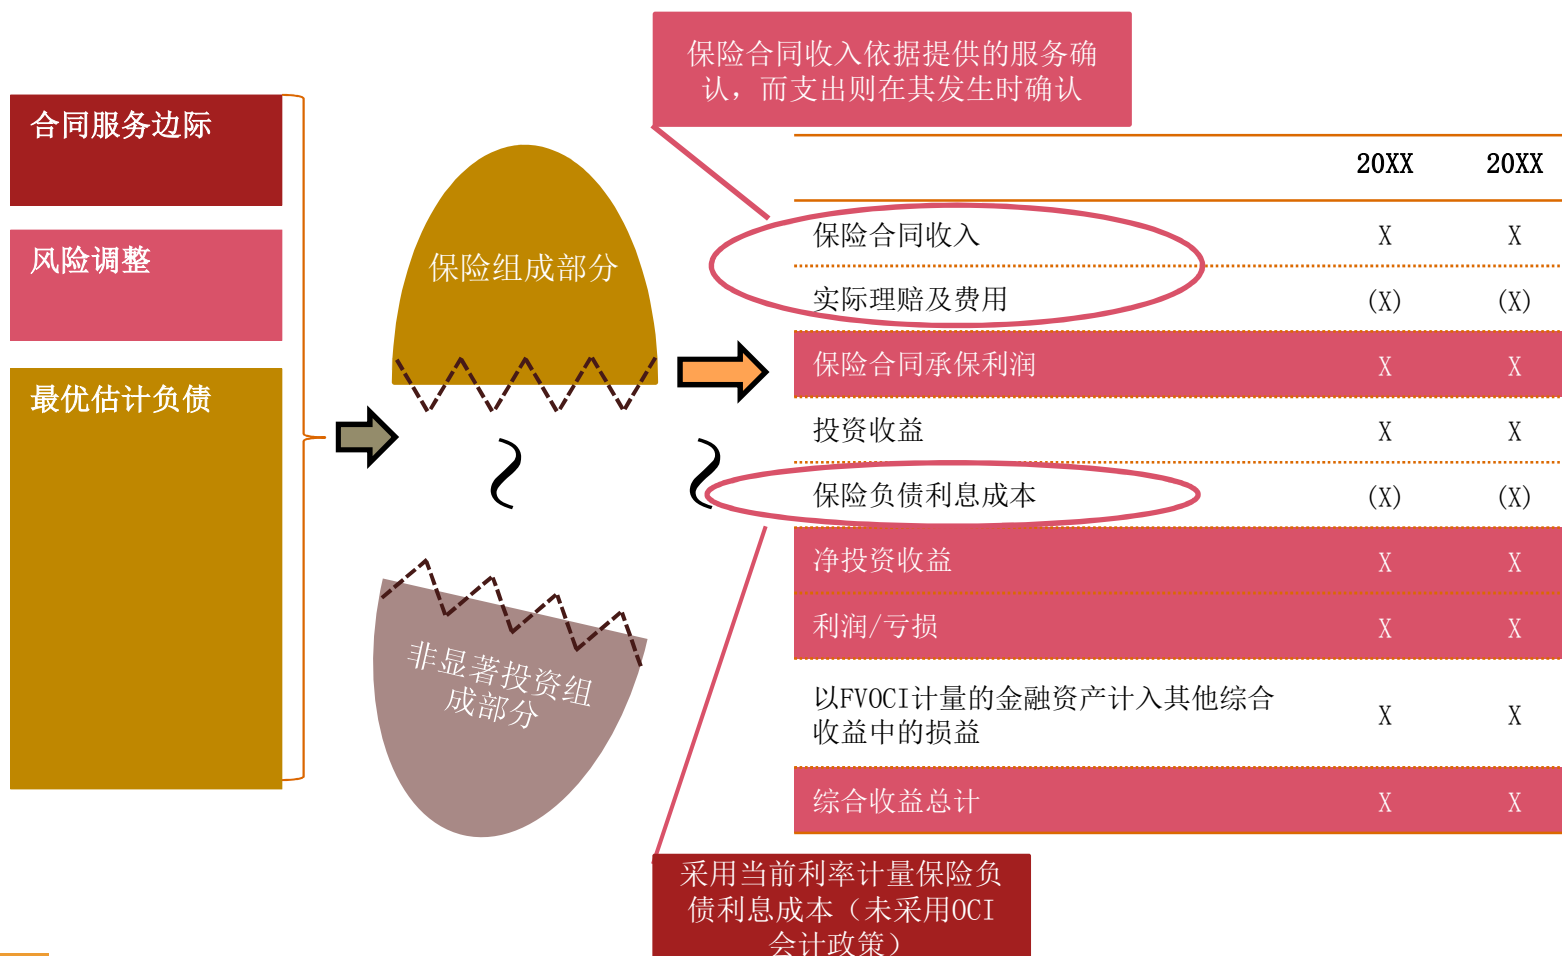 保险合同收入依据提供的服务确
认，而支出则在其发生时确认
合同服务边际
风险调整
最优估计负债
保险组成部分
非显著投资组
成部分
20XX 20XX
保险合同收入 X X
实际理赔及费用 (X) (X)
保险合同承保利润 X X
投资收益 X X
保险负债利息成本 (X) (X)
净投资收益 X X
利润/亏损 X X
以FVOCI计量的金融资产计入其他综合
收益中的损益 X X
综合收益总计 X X
采用当前利率计量保险负
债利息成本（未采用OCI
会计政策）